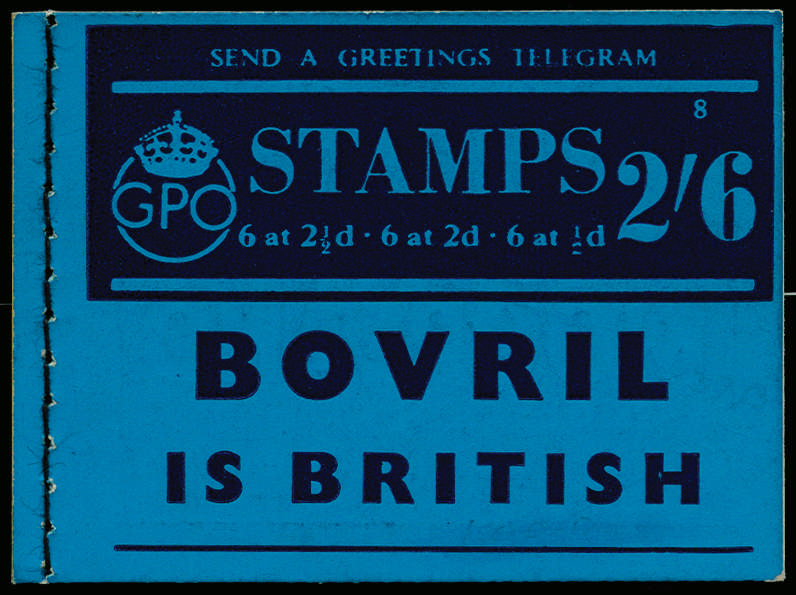 SEND A GREETINGS TELEGRAM
8
GPO
STAMPS 2/6
6 at 2½d · 6 at 2d · 6 at ½d
BOVRIL
IS BRITISH